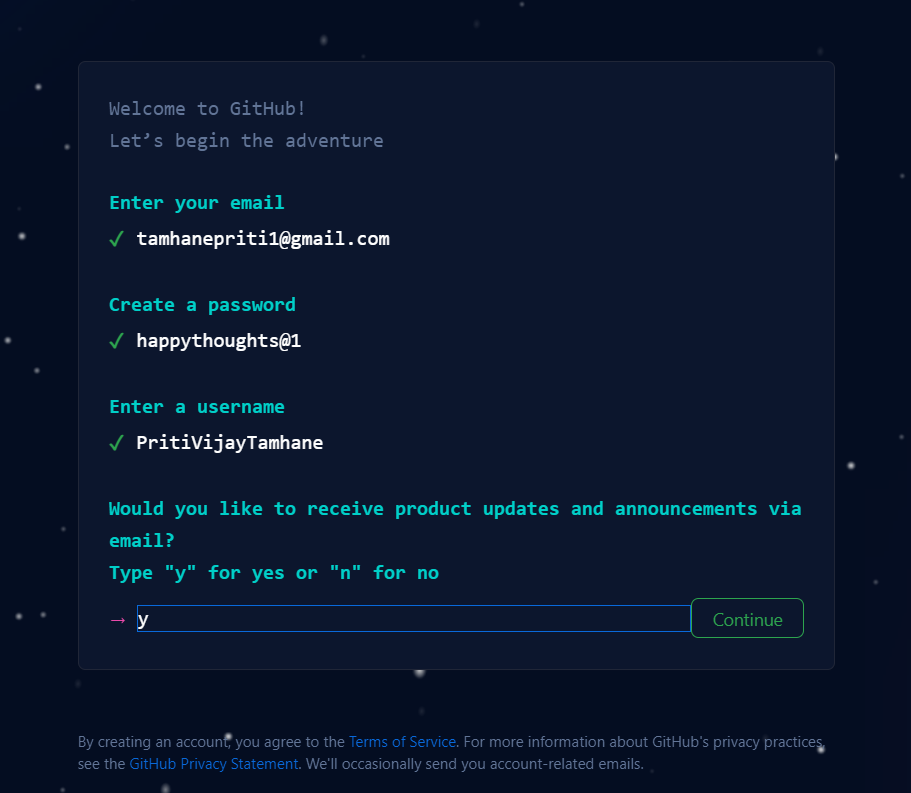 Welcome to GitHub!
Let’s begin the adventure
Enter your email
✓ tamhanepriti1@gmail.com
Create a password
✓ happythoughts@1
Enter a username
✓ PritiVijayTamhane
Would you like to receive product updates and announcements via
email?
Type "y" for yes or "n" for no
→ y Continue
By creating an account, you agree to the Terms of Service. For more information about GitHub's privacy practices,
see the GitHub Privacy Statement. We'll occasionally send you account-related emails.